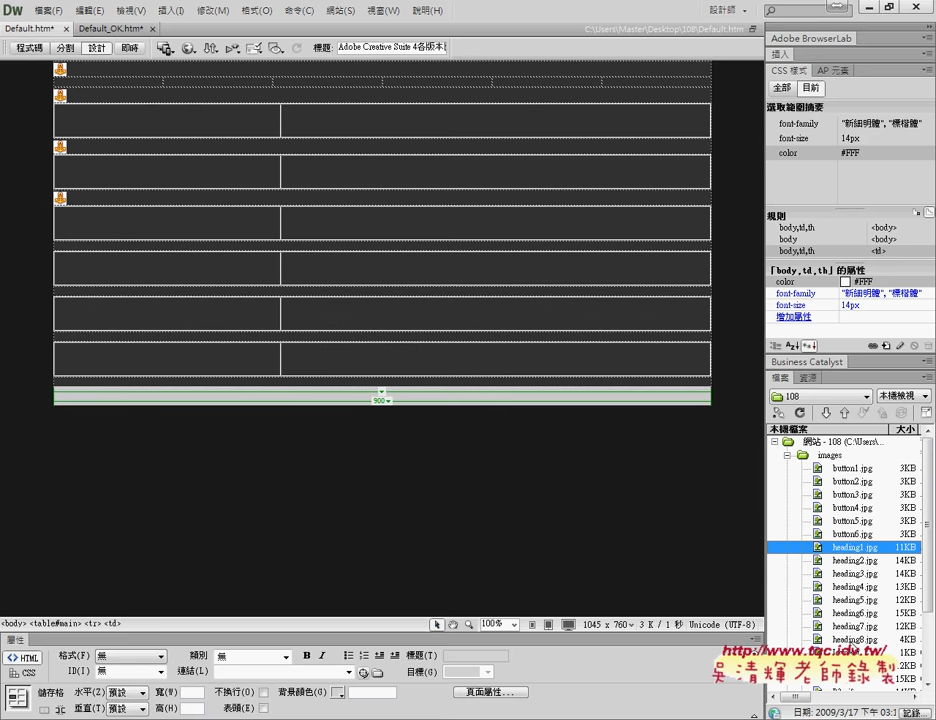 Dw 檔案(F) 編輯(E) 檢視(V) 插入(I) 修改(M) 格式(O) 命令(C) 網站(S) 視窗(W) 說明(H) 設計師
Default.htm* × Default_OK.htm* × C:\Users\Master\Desktop\108\Default.htm
程式碼 分割 設計 即時 標題: Adobe Creative Suite 4各版本
900
<body> <table#main> <tr> <td> 100% 1045 x 760 3 K / 1 秒 Unicode (UTF-8)
屬性
HTML 格式(F) 無 類別 無 B I 標題(T)
CSS ID(I) 無 連結(L) 目標(G)
儲存格 水平(Z) 預設 寬(W) 不換行(O) 背景顏色(G) 頁面屬性...
垂直(T) 預設 高(H) 表頭(E)
Adobe BrowserLab
插入
CSS 樣式 AP 元素
全部 目前
選取範圍摘要
font-family "新細明體", "標楷體"
font-size 14px
color #FFF
規則
body,td,th <body>
body <body>
body,td,th <td>
「body,td,th」的屬性
color #FFF
font-family "新細明體", "標楷體"
font-size 14px
增加屬性
Business Catalyst
檔案 資源
108 本機檢視
本機檔案 大小
網站 - 108 (C:\Users\...
images
button1.jpg 3KB
button2.jpg 3KB
button3.jpg 3KB
button4.jpg 3KB
button5.jpg 3KB
button6.jpg 3KB
heading1.jpg 11KB
heading2.jpg 14KB
heading3.jpg 14KB
heading4.jpg 13KB
heading5.jpg 12KB
heading6.jpg 15KB
heading7.jpg 12KB
heading8.jpg 4KB
http://www.tqc.idv.tw/
吳清輝老師錄製
日期: 2009/3/17 下午 03:1 記錄...